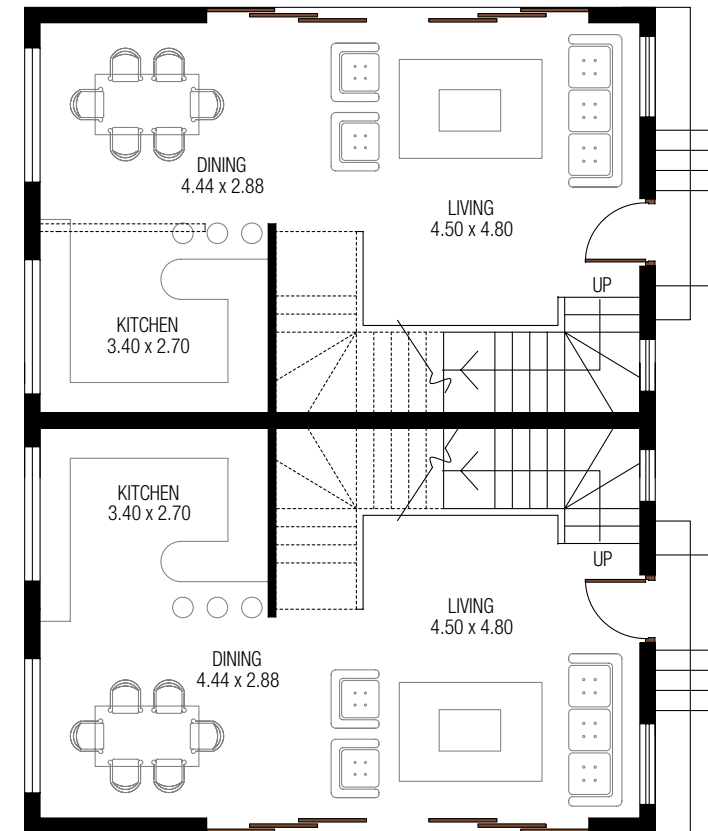 DINING
4.44 x 2.88
LIVING
4.50 x 4.80
UP
KITCHEN
3.40 x 2.70
KITCHEN
3.40 x 2.70
UP
LIVING
4.50 x 4.80
DINING
4.44 x 2.88